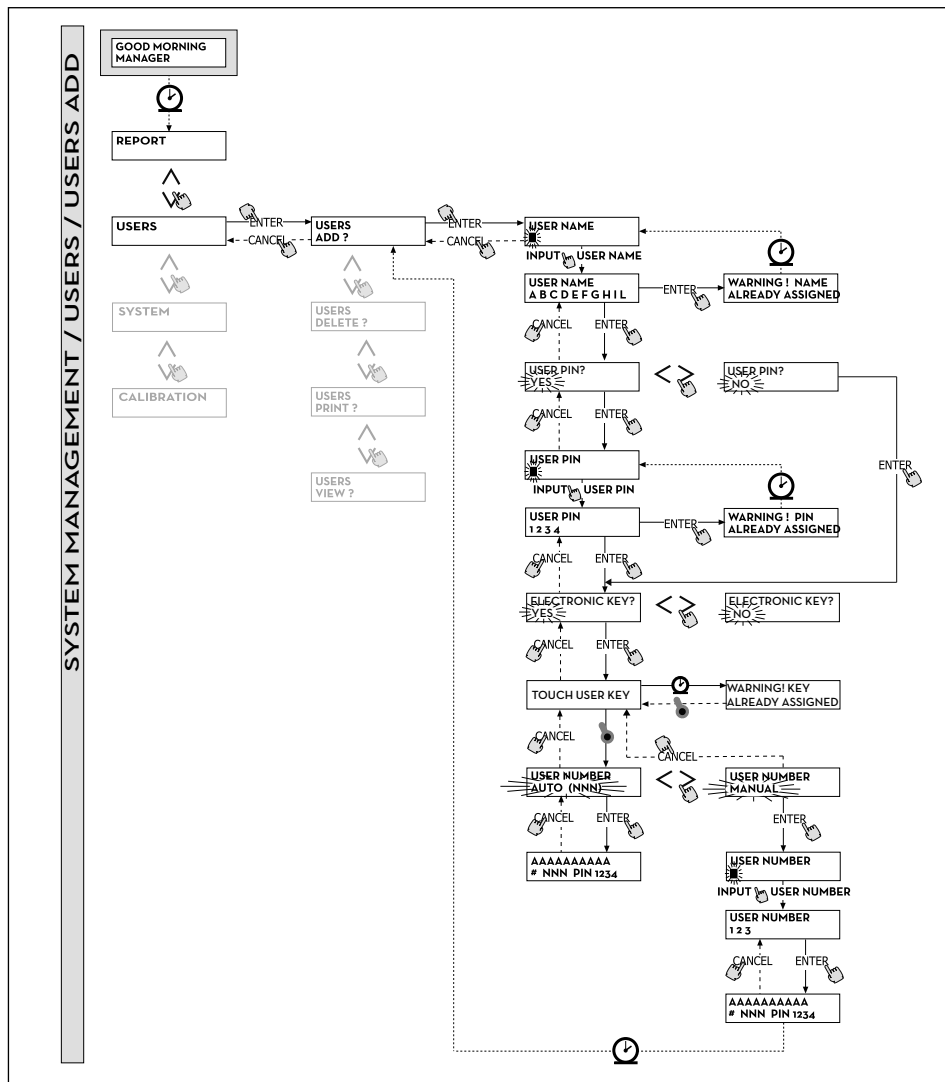 SYSTEM MANAGEMENT / USERS / USERS ADD
GOOD MORNING
MANAGER
REPORT
USERS
ENTER
CANCEL
USERS
ADD ?
ENTER
CANCEL
USER NAME
INPUT USER NAME
SYSTEM
CALIBRATION
USERS
DELETE ?
USERS
PRINT ?
USERS
VIEW ?
USER NAME
A B C D E F G H I L
ENTER
WARNING ! NAME
ALREADY ASSIGNED
CANCEL
ENTER
USER PIN?
YES
USER PIN?
NO
CANCEL
ENTER
ENTER
USER PIN
INPUT USER PIN
USER PIN
1 2 3 4
ENTER
WARNING ! PIN
ALREADY ASSIGNED
CANCEL
ENTER
ELECTRONIC KEY?
YES
ELECTRONIC KEY?
NO
CANCEL
ENTER
TOUCH USER KEY
WARNING! KEY
ALREADY ASSIGNED
CANCEL
CANCEL
USER NUMBER
AUTO (NNN)
USER NUMBER
MANUAL
CANCEL
ENTER
ENTER
AAAAAAAAAA
# NNN PIN 1234
USER NUMBER
INPUT USER NUMBER
USER NUMBER
1 2 3
CANCEL
ENTER
AAAAAAAAAA
# NNN PIN 1234